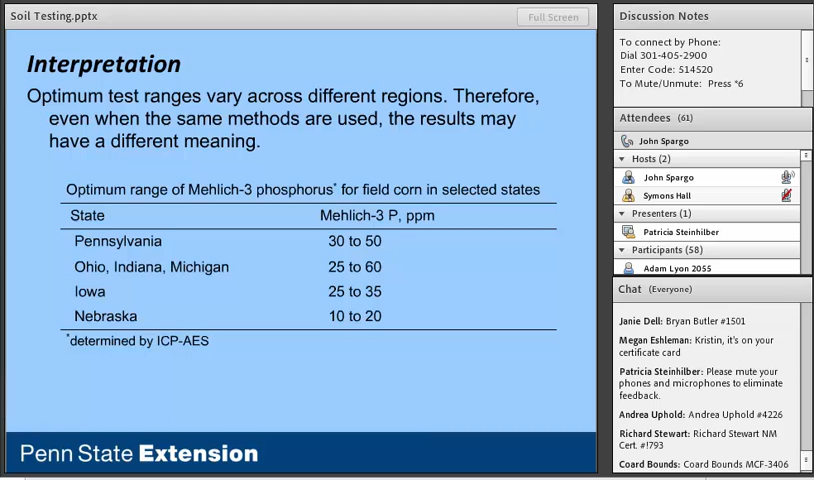 Soil Testing.pptx
Full Screen
Interpretation
Optimum test ranges vary across different regions. Therefore,
even when the same methods are used, the results may
have a different meaning.
Optimum range of Mehlich-3 phosphorus* for field corn in selected states
State Mehlich-3 P, ppm
Pennsylvania 30 to 50
Ohio, Indiana, Michigan 25 to 60
Iowa 25 to 35
Nebraska 10 to 20
*determined by ICP-AES
Penn State Extension
Discussion Notes
To connect by Phone:
Dial 301-405-2900
Enter Code: 514520
To Mute/Unmute: Press *6
Attendees (61)
John Spargo
Hosts (2)
John Spargo
Symons Hall
Presenters (1)
Patricia Steinhilber
Participants (58)
Adam Lyon 2055
Chat (Everyone)
Janie Dell: Bryan Butler #1501
Megan Eshleman: Kristin, it's on your
certificate card
Patricia Steinhilber: Please mute your
phones and microphones to eliminate
feedback.
Andrea Uphold: Andrea Uphold #4226
Richard Stewart: Richard Stewart NM
Cert. #!793
Coard Bounds: Coard Bounds MCF-3406